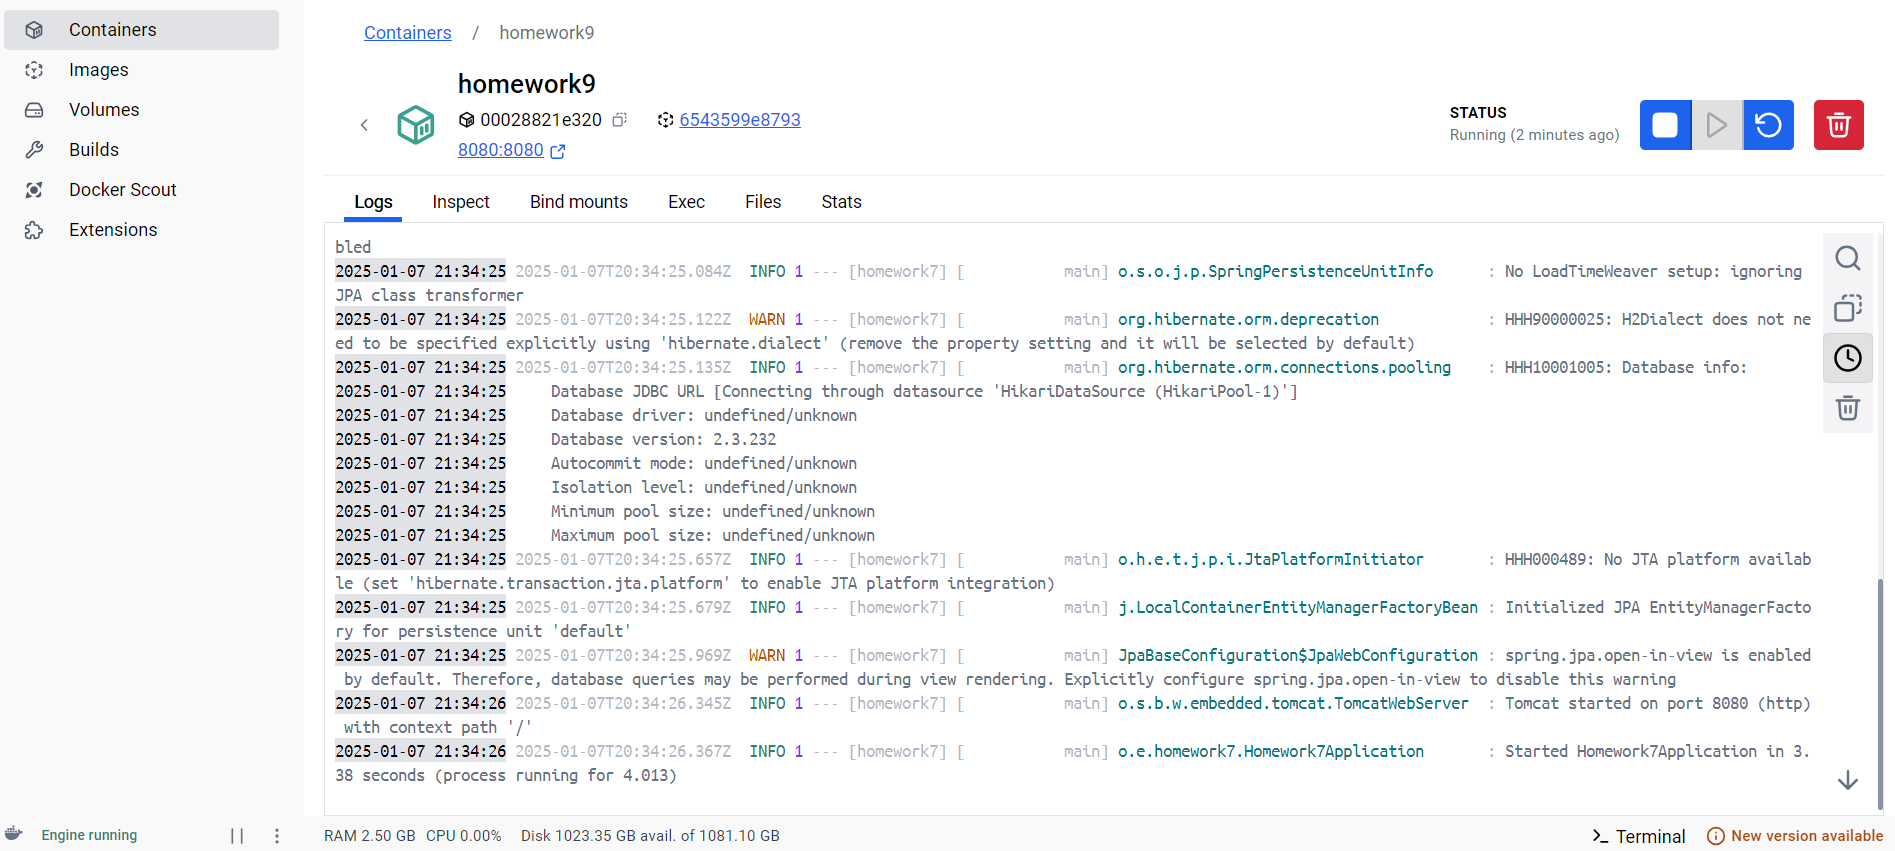 Containers
Images
Volumes
Builds
Docker Scout
Extensions
Containers / homework9
homework9
00028821e320 6543599e8793
8080:8080
STATUS
Running (2 minutes ago)
Logs Inspect Bind mounts Exec Files Stats
bled
2025-01-07 21:34:25 2025-01-07T20:34:25.084Z  INFO 1 --- [homework7] [           main] o.s.o.j.p.SpringPersistenceUnitInfo      : No LoadTimeWeaver setup: ignoring
JPA class transformer
2025-01-07 21:34:25 2025-01-07T20:34:25.122Z  WARN 1 --- [homework7] [           main] org.hibernate.orm.deprecation            : HHH90000025: H2Dialect does not ne
ed to be specified explicitly using 'hibernate.dialect' (remove the property setting and it will be selected by default)
2025-01-07 21:34:25 2025-01-07T20:34:25.135Z  INFO 1 --- [homework7] [           main] org.hibernate.orm.connections.pooling    : HHH10001005: Database info:
2025-01-07 21:34:25     Database JDBC URL [Connecting through datasource 'HikariDataSource (HikariPool-1)']
2025-01-07 21:34:25     Database driver: undefined/unknown
2025-01-07 21:34:25     Database version: 2.3.232
2025-01-07 21:34:25     Autocommit mode: undefined/unknown
2025-01-07 21:34:25     Isolation level: undefined/unknown
2025-01-07 21:34:25     Minimum pool size: undefined/unknown
2025-01-07 21:34:25     Maximum pool size: undefined/unknown
2025-01-07 21:34:25 2025-01-07T20:34:25.657Z  INFO 1 --- [homework7] [           main] o.h.e.t.j.p.i.JtaPlatformInitiator       : HHH000489: No JTA platform availab
le (set 'hibernate.transaction.jta.platform' to enable JTA platform integration)
2025-01-07 21:34:25 2025-01-07T20:34:25.679Z  INFO 1 --- [homework7] [           main] j.LocalContainerEntityManagerFactoryBean : Initialized JPA EntityManagerFacto
ry for persistence unit 'default'
2025-01-07 21:34:25 2025-01-07T20:34:25.969Z  WARN 1 --- [homework7] [           main] JpaBaseConfiguration$JpaWebConfiguration : spring.jpa.open-in-view is enabled
by default. Therefore, database queries may be performed during view rendering. Explicitly configure spring.jpa.open-in-view to disable this warning
2025-01-07 21:34:26 2025-01-07T20:34:26.345Z  INFO 1 --- [homework7] [           main] o.s.b.w.embedded.tomcat.TomcatWebServer  : Tomcat started on port 8080 (http)
with context path '/'
2025-01-07 21:34:26 2025-01-07T20:34:26.367Z  INFO 1 --- [homework7] [           main] o.e.homework7.Homework7Application       : Started Homework7Application in 3.
38 seconds (process running for 4.013)
Engine running RAM 2.50 GB CPU 0.00% Disk 1023.35 GB avail. of 1081.10 GB Terminal New version available